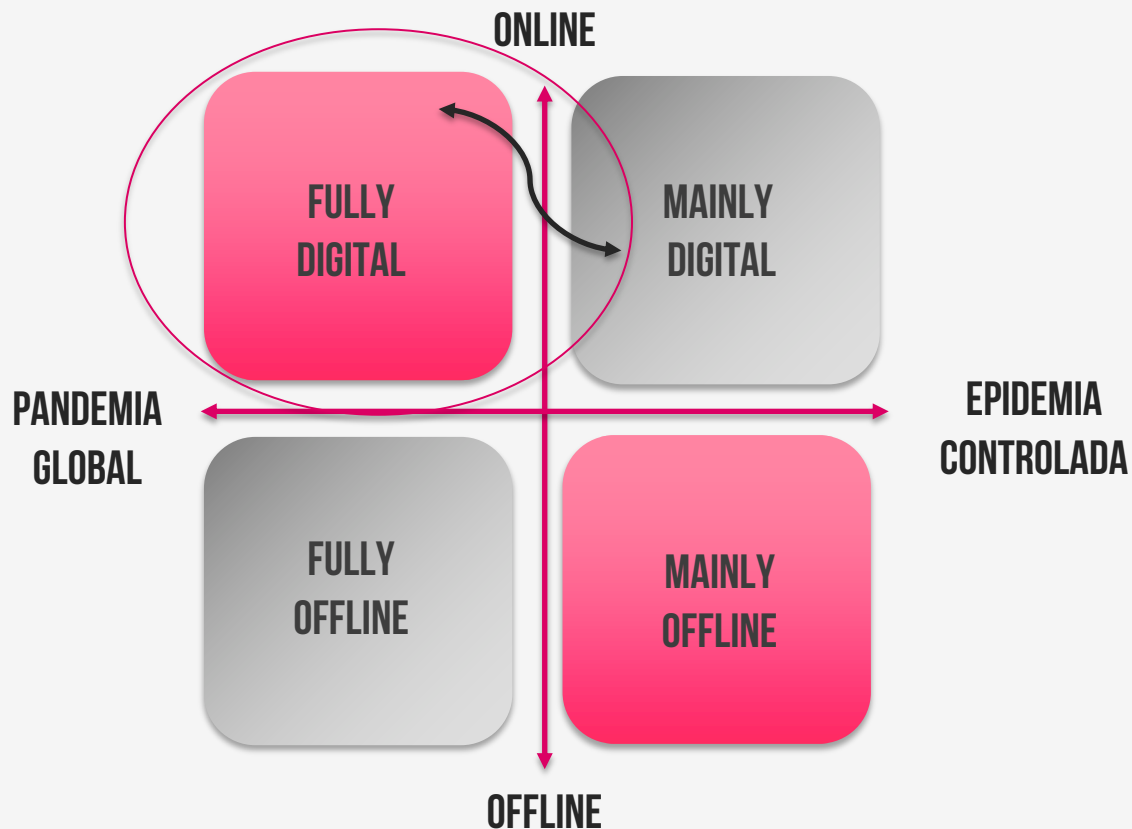 ONLINE
FULLY
DIGITAL
MAINLY
DIGITAL
PANDEMIA
GLOBAL
EPIDEMIA
CONTROLADA
FULLY
OFFLINE
MAINLY
OFFLINE
OFFLINE